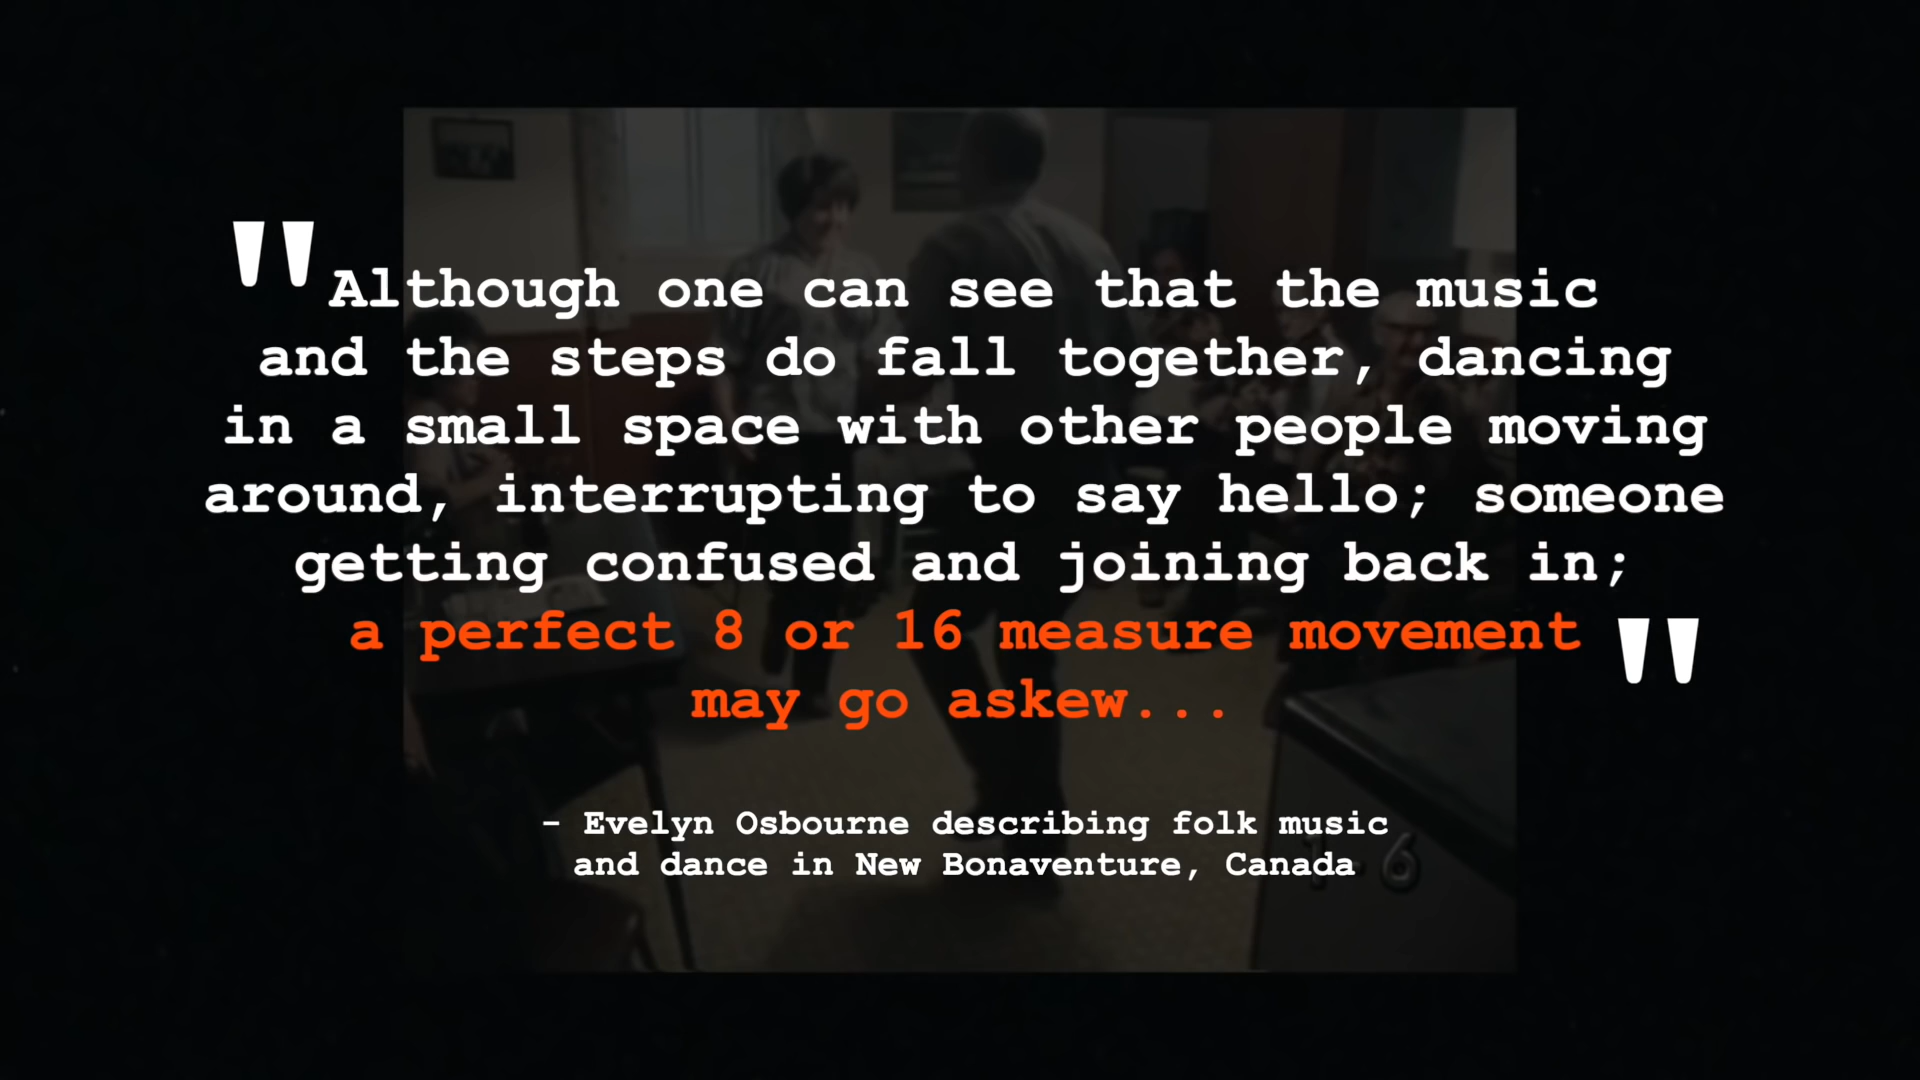 "Although one can see that the music
and the steps do fall together, dancing
in a small space with other people moving
around, interrupting to say hello; someone
getting confused and joining back in;
a perfect 8 or 16 measure movement "
may go askew...
- Evelyn Osbourne describing folk music
and dance in New Bonaventure, Canada
1-6